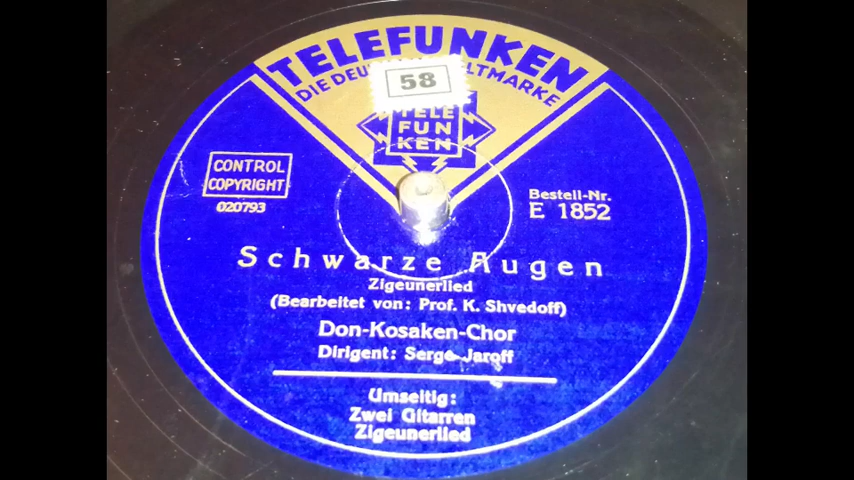 TELEFUNKEN
DIE DEU LTMARKE
58
TELE
FUN
KEN
CONTROL
COPYRIGHT
020793
Bestell-Nr.
E 1852
Schwarze Augen
Zigeunerlied
(Bearbeitet von: Prof. K. Shvedoff)
Don-Kosaken-Chor
Dirigent: Serge Jaroff
Umseitig:
Zwei Gitarren
Zigeunerlied